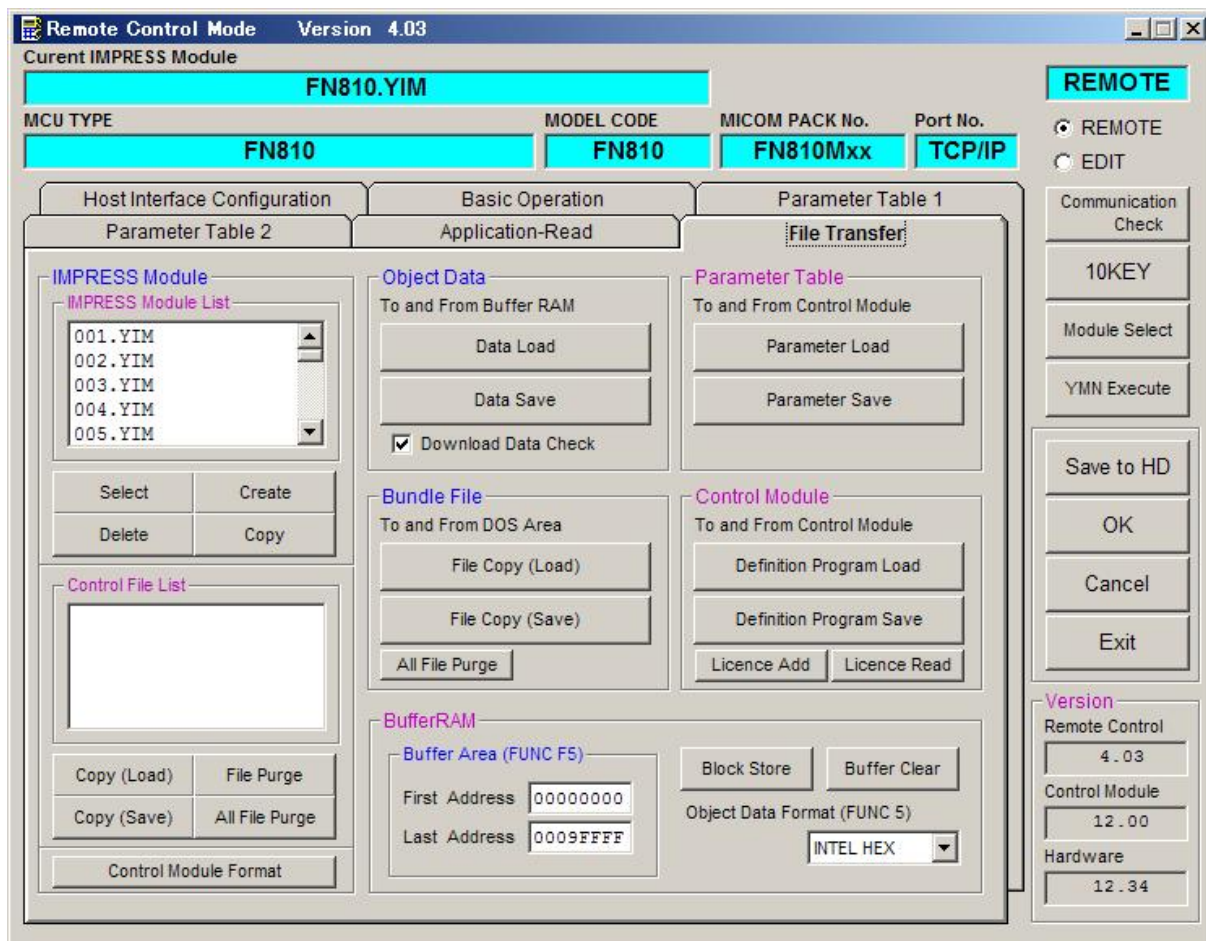 Remote Control Mode Version 4.03
Curent IMPRESS Module
FN810.YIM
REMOTE
MCU TYPE MODEL CODE MICOM PACK No. Port No.
FN810 FN810 FN810Mxx TCP/IP
REMOTE
EDIT
Host Interface Configuration Basic Operation Parameter Table 1
Parameter Table 2 Application-Read File Transfer
Communication Check
10KEY
Module Select
YMN Execute
Save to HD
OK
Cancel
Exit
IMPRESS Module
IMPRESS Module List
001.YIM
002.YIM
003.YIM
004.YIM
005.YIM
Select Create
Delete Copy
Control File List
Copy (Load) File Purge
Copy (Save) All File Purge
Control Module Format
Object Data
To and From Buffer RAM
Data Load
Data Save
Download Data Check
Parameter Table
To and From Control Module
Parameter Load
Parameter Save
Bundle File
To and From DOS Area
File Copy (Load)
File Copy (Save)
All File Purge
Control Module
To and From Control Module
Definition Program Load
Definition Program Save
Licence Add Licence Read
BufferRAM
Buffer Area (FUNC F5)
First Address 00000000
Last Address 0009FFFF
Block Store Buffer Clear
Object Data Format (FUNC 5)
INTEL HEX
Version
Remote Control
4.03
Control Module
12.00
Hardware
12.34